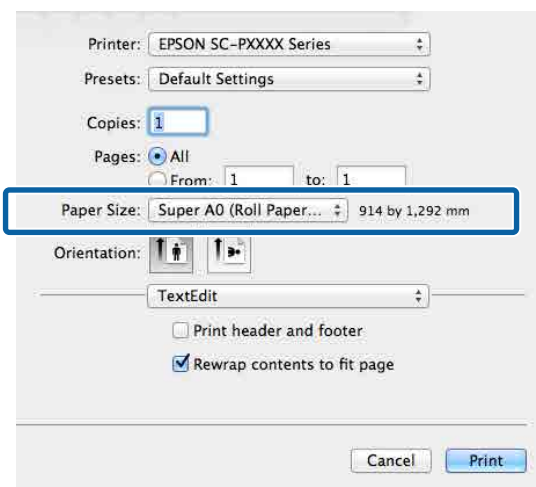 Printer: EPSON SC-PXXXX Series
Presets: Default Settings
Copies: 1
Pages: All
From: 1 to: 1
Paper Size: Super A0 (Roll Paper... 914 by 1,292 mm
Orientation:
TextEdit
Print header and footer
Rewrap contents to fit page
Cancel Print